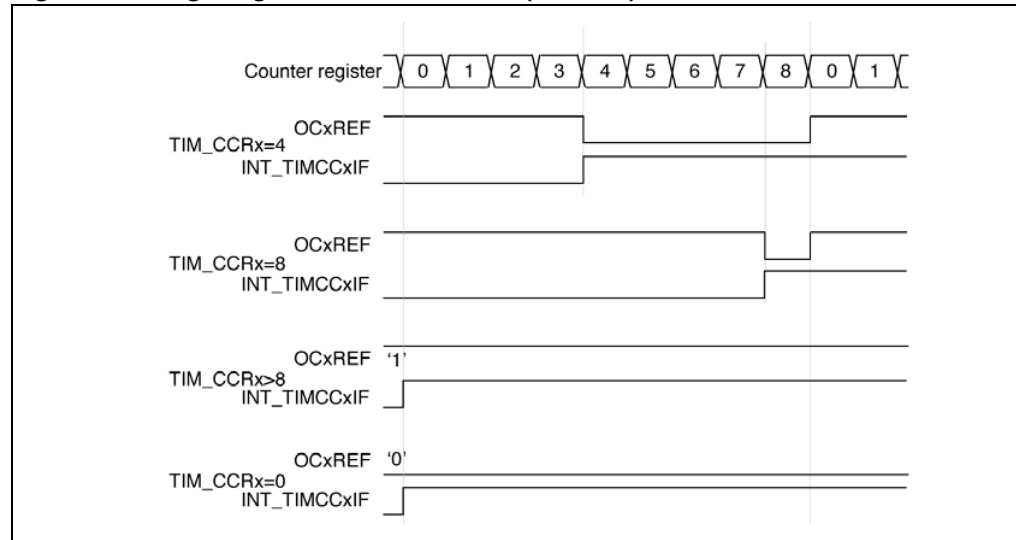 Counter register 0 1 2 3 4 5 6 7 8 0 1
OCxREF
TIM_CCRx=4
INT_TIMCCxIF
OCxREF
TIM_CCRx=8
INT_TIMCCxIF
OCxREF '1'
TIM_CCRx>8
INT_TIMCCxIF
OCxREF '0'
TIM_CCRx=0
INT_TIMCCxIF